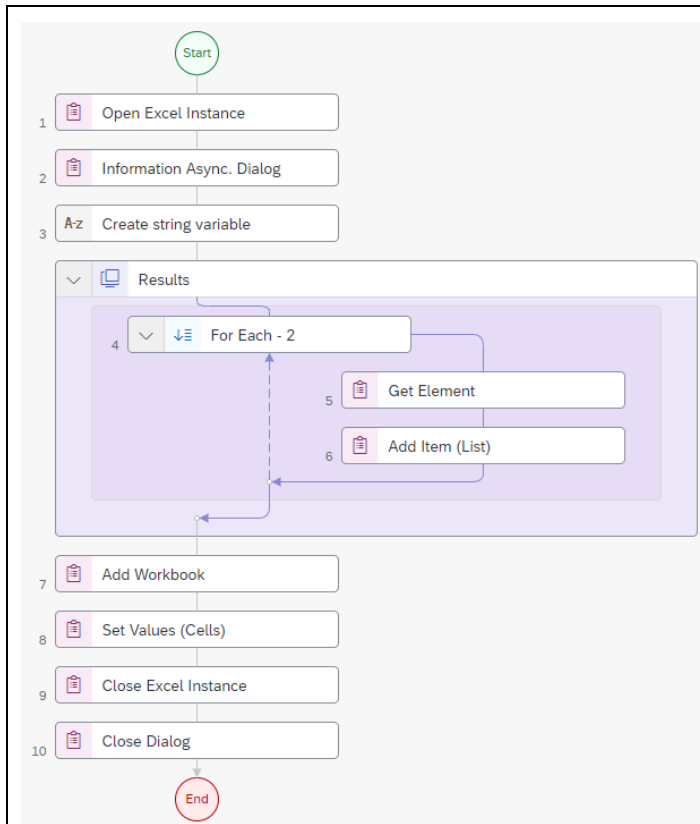 Start
1 Open Excel Instance
2 Information Async. Dialog
3 A-z Create string variable
Results
4 For Each - 2
5 Get Element
6 Add Item (List)
7 Add Workbook
8 Set Values (Cells)
9 Close Excel Instance
10 Close Dialog
End